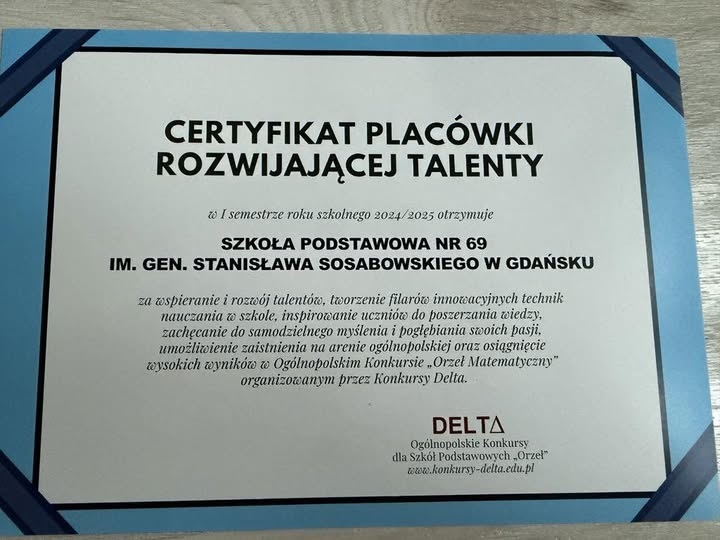 CERTYFIKAT PLACÓWKI
ROZWIJAJĄCEJ TALENTY
w I semestrze roku szkolnego 2024/2025 otrzymuje
SZKOŁA PODSTAWOWA NR 69
IM. GEN. STANISŁAWA SOSABOWSKIEGO W GDAŃSKU
za wspieranie i rozwój talentów, tworzenie filarów innowacyjnych technik
nauczania w szkole, inspirowanie uczniów do poszerzania wiedzy,
zachęcanie do samodzielnego myślenia i pogłębiania swoich pasji,
umożliwienie zaistnienia na arenie ogólnopolskiej oraz osiągnięcie
wysokich wyników w Ogólnopolskim Konkursie „Orzeł Matematyczny”
organizowanym przez Konkursy Delta.
DELTΔ
Ogólnopolskie Konkursy
dla Szkół Podstawowych „Orzeł”
www.konkursy-delta.edu.pl